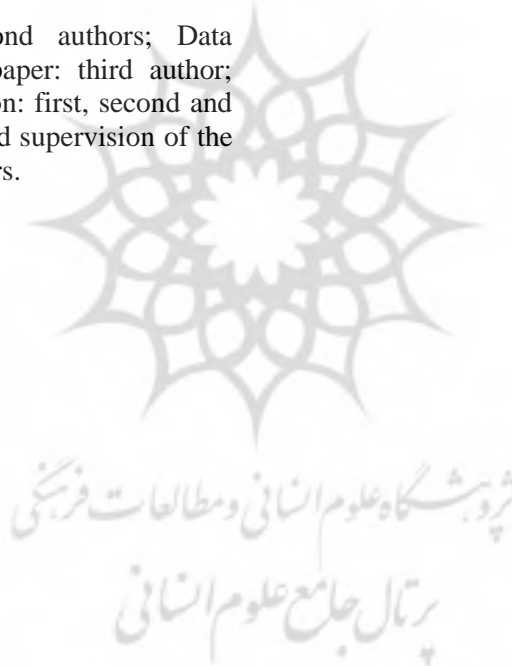 ond authors; Data
paper: third author;
on: first, second and
d supervision of the
rs.
پژوهشگاه علوم انسانی و مطالعات فرهنگی
پرتال جامع علوم انسانی